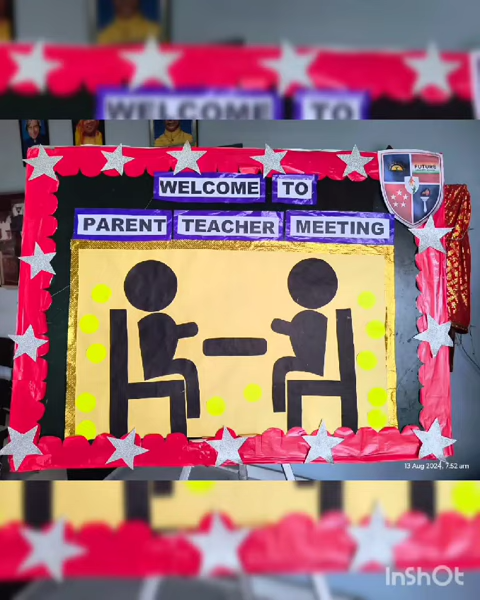 WELCOME TO
WELCOME TO
PARENT TEACHER MEETING
FUTURE
13 Aug 2024, 7:52 am
InShOt